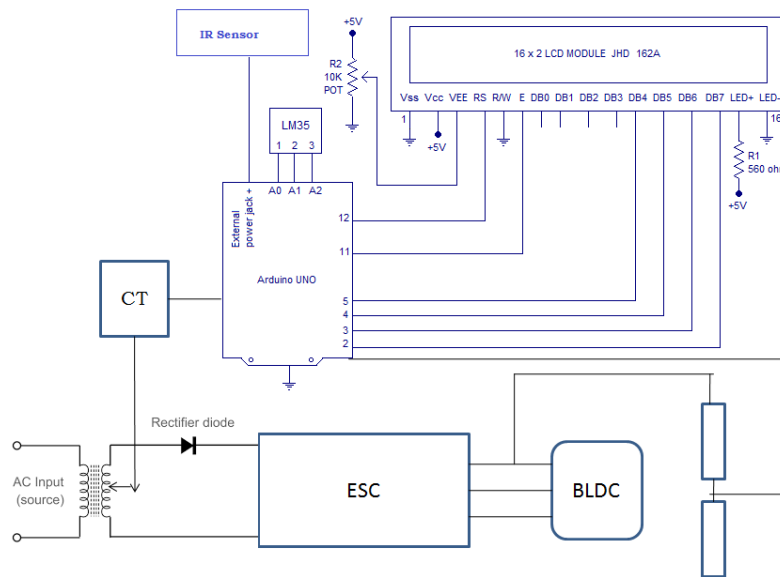 +5V
IR Sensor
R2
10K
POT
16 x 2 LCD MODULE JHD 162A
Vss Vcc VEE RS R/W E DB0 DB1 DB2 DB3 DB4 DB5 DB6 DB7 LED+ LED-
1
16
+5V
R1
560 ohm
+5V
LM35
1 2 3
A0 A1 A2
External
power jack +
12
11
Arduino UNO
5
4
3
2
CT
Rectifier diode
AC Input
(source)
ESC
BLDC